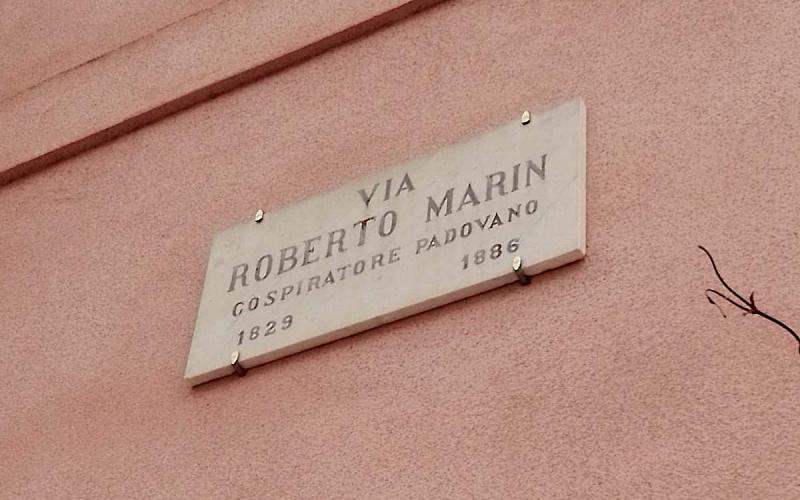 VIA
ROBERTO MARIN
COSPIRATORE PADOVANO
1829 1886